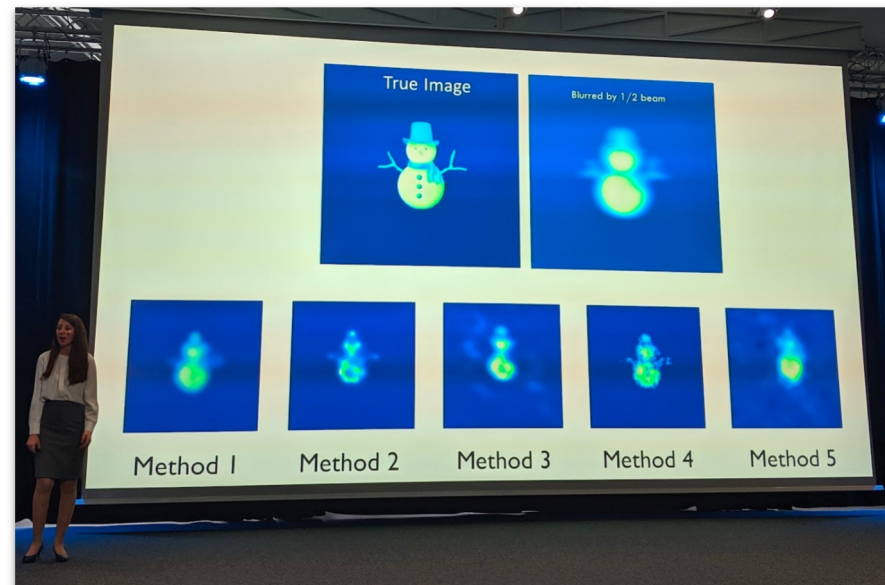 True Image
Blurred by 1/2 beam
Method 1
Method 2
Method 3
Method 4
Method 5